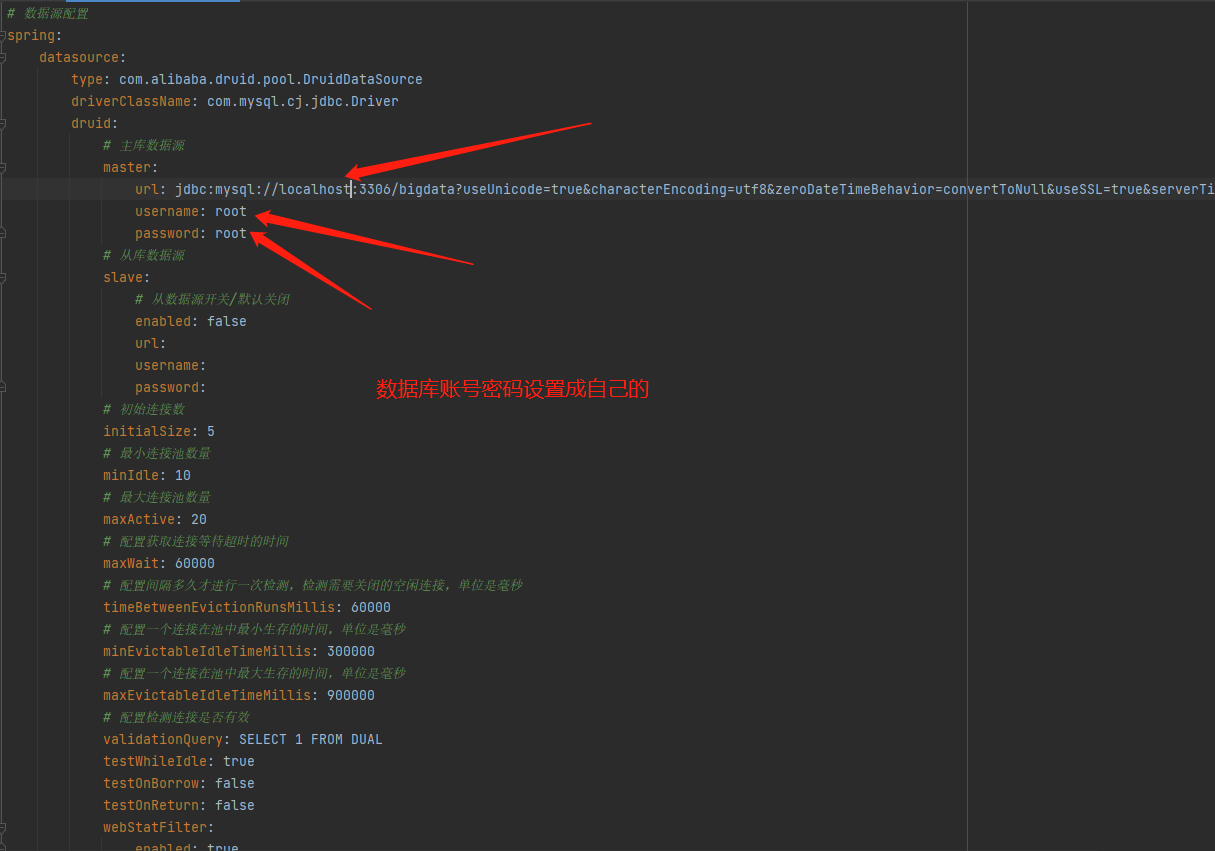 # 数据源配置
spring:
datasource:
type: com.alibaba.druid.pool.DruidDataSource
driverClassName: com.mysql.cj.jdbc.Driver
druid:
# 主库数据源
master:
url: jdbc:mysql://localhost:3306/bigdata?useUnicode=true&characterEncoding=utf8&zeroDateTimeBehavior=convertToNull&useSSL=true&serverTi
username: root
password: root
# 从库数据源
slave:
# 从数据源开关/默认关闭
enabled: false
url:
username:
password:
数据库账号密码设置成自己的
# 初始连接数
initialSize: 5
# 最小连接池数量
minIdle: 10
# 最大连接池数量
maxActive: 20
# 配置获取连接等待超时的时间
maxWait: 60000
# 配置间隔多久才进行一次检测，检测需要关闭的空闲连接，单位是毫秒
timeBetweenEvictionRunsMillis: 60000
# 配置一个连接在池中最小生存的时间，单位是毫秒
minEvictableIdleTimeMillis: 300000
# 配置一个连接在池中最大生存的时间，单位是毫秒
maxEvictableIdleTimeMillis: 900000
# 配置检测连接是否有效
validationQuery: SELECT 1 FROM DUAL
testWhileIdle: true
testOnBorrow: false
testOnReturn: false
webStatFilter:
enabled: true